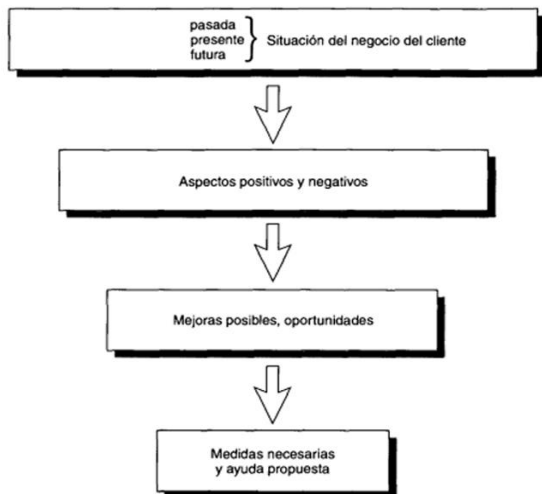 pasada
presente
futura
Situación del negocio del cliente
Aspectos positivos y negativos
Mejoras posibles, oportunidades
Medidas necesarias
y ayuda propuesta